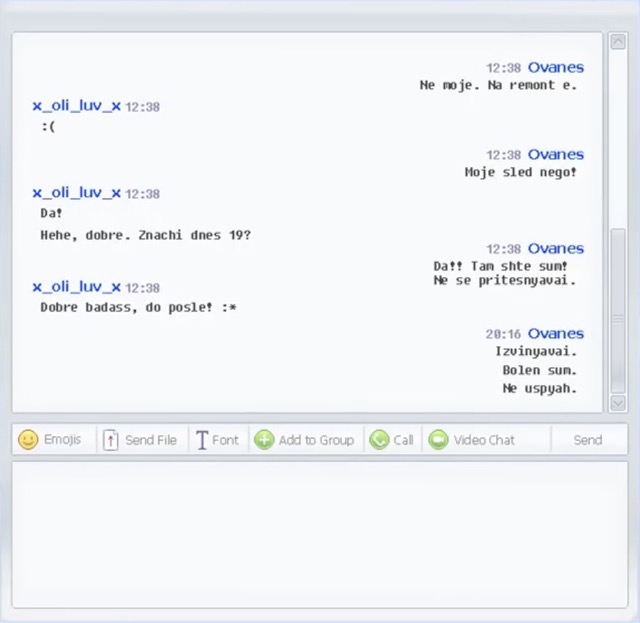 12:38 Ovanes
Ne moje. Na remont e.
x_oli_luv_x 12:38
:(
12:38 Ovanes
Moje sled nego!
x_oli_luv_x 12:38
Da!
Hehe, dobre. Znachi dnes 19?
12:38 Ovanes
Da!! Tam shte sum!
Ne se pritesnyavai.
x_oli_luv_x 12:38
Dobre badass, do posle! :*
20:16 Ovanes
Izvinyavai.
Bolen sum.
Ne uspyah.
Emojis Send File Font Add to Group Call Video Chat Send